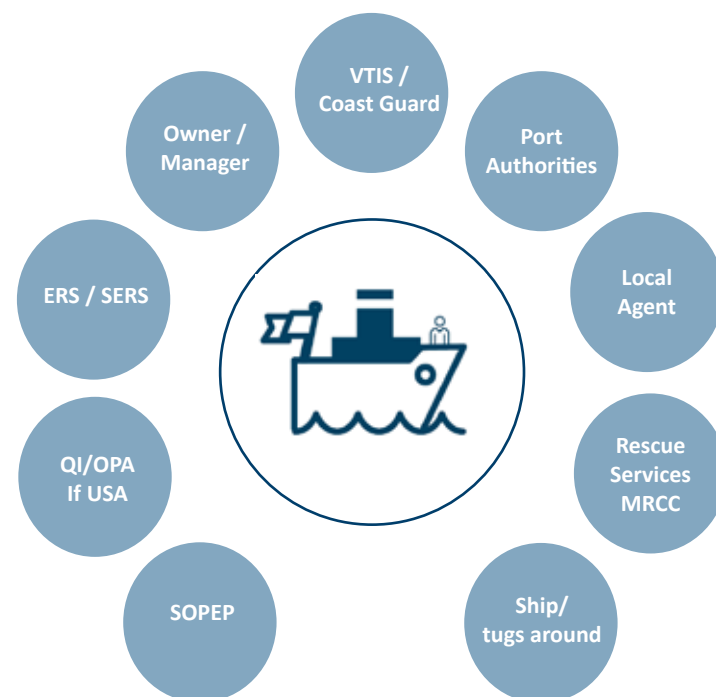 VTIS /
Coast Guard
Owner /
Manager
Port
Authorities
ERS / SERS
Local
Agent
QI/OPA
If USA
Rescue
Services
MRCC
SOPEP
Ship/
tugs around